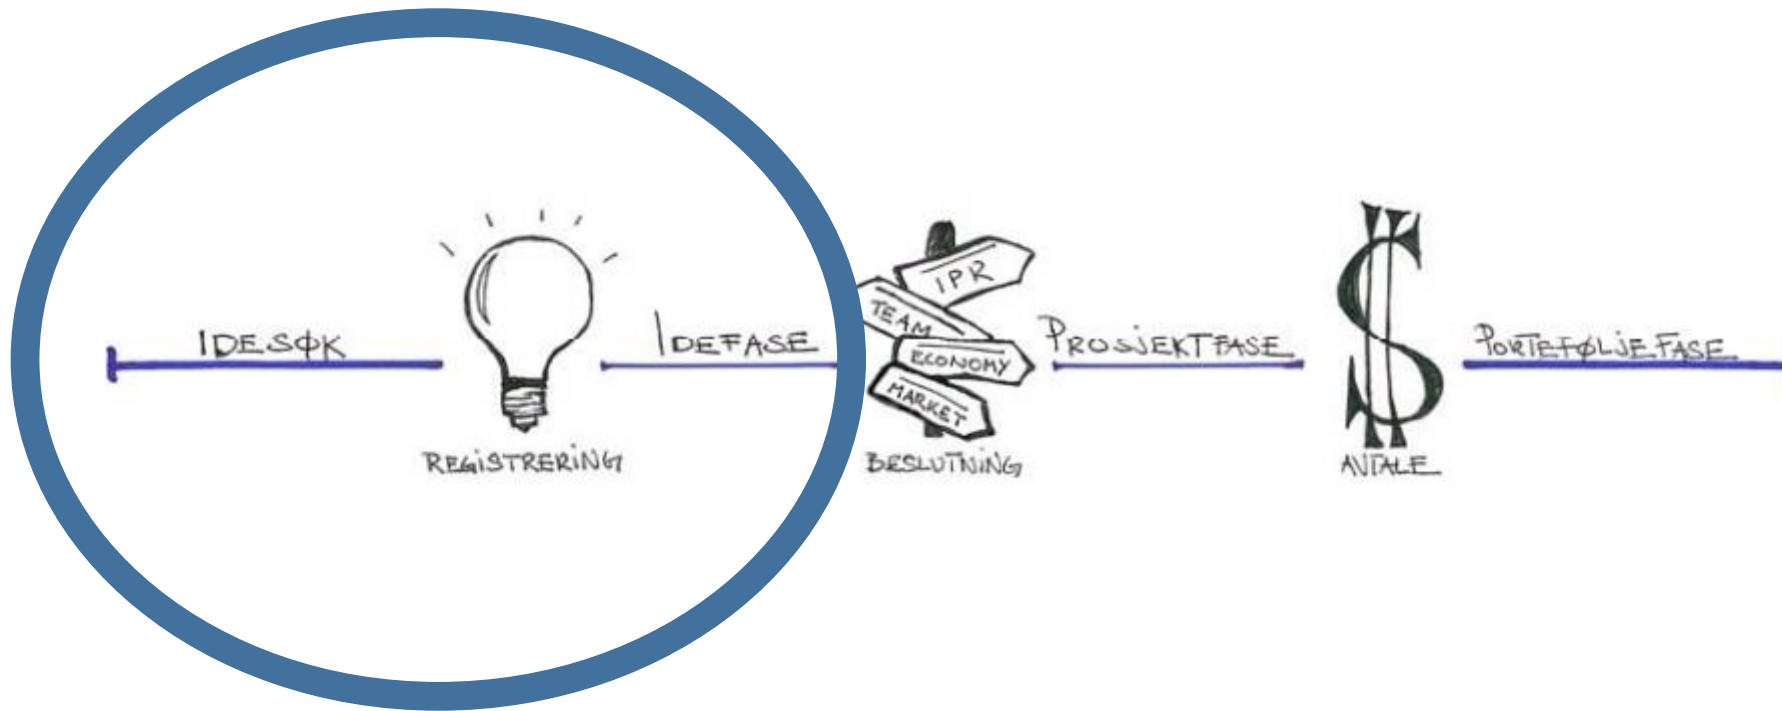 IDESØK
REGISTRERING
IDEFASE
IPR
TEAM
ECONOMY
MARKET
BESLUTNING
PROSJEKTFASE
AVTALE
PORTEFØLJEFASE